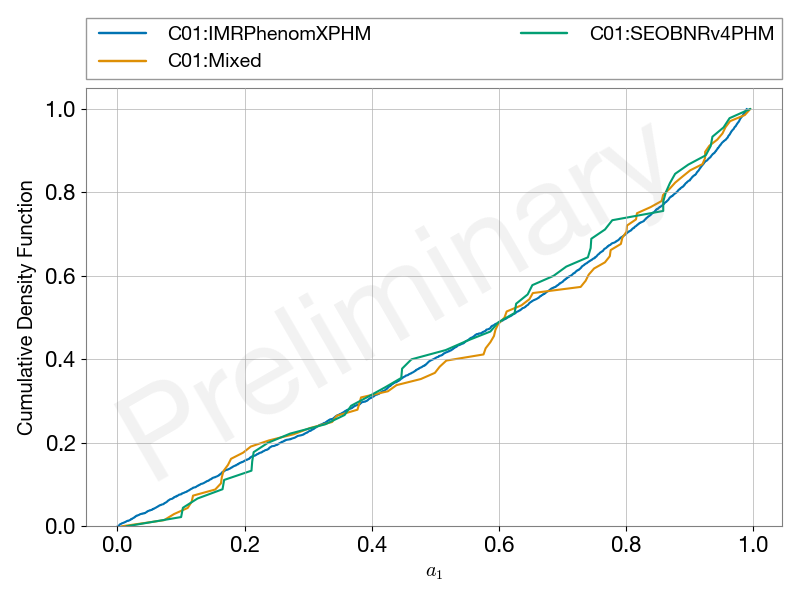 C01:IMRPhenomXPHM
C01:SEOBNRv4PHM
C01:Mixed
Preliminary
Cumulative Density Function
1.0
0.8
0.6
0.4
0.2
0.0
0.0 0.2 0.4 0.6 0.8 1.0
a₁